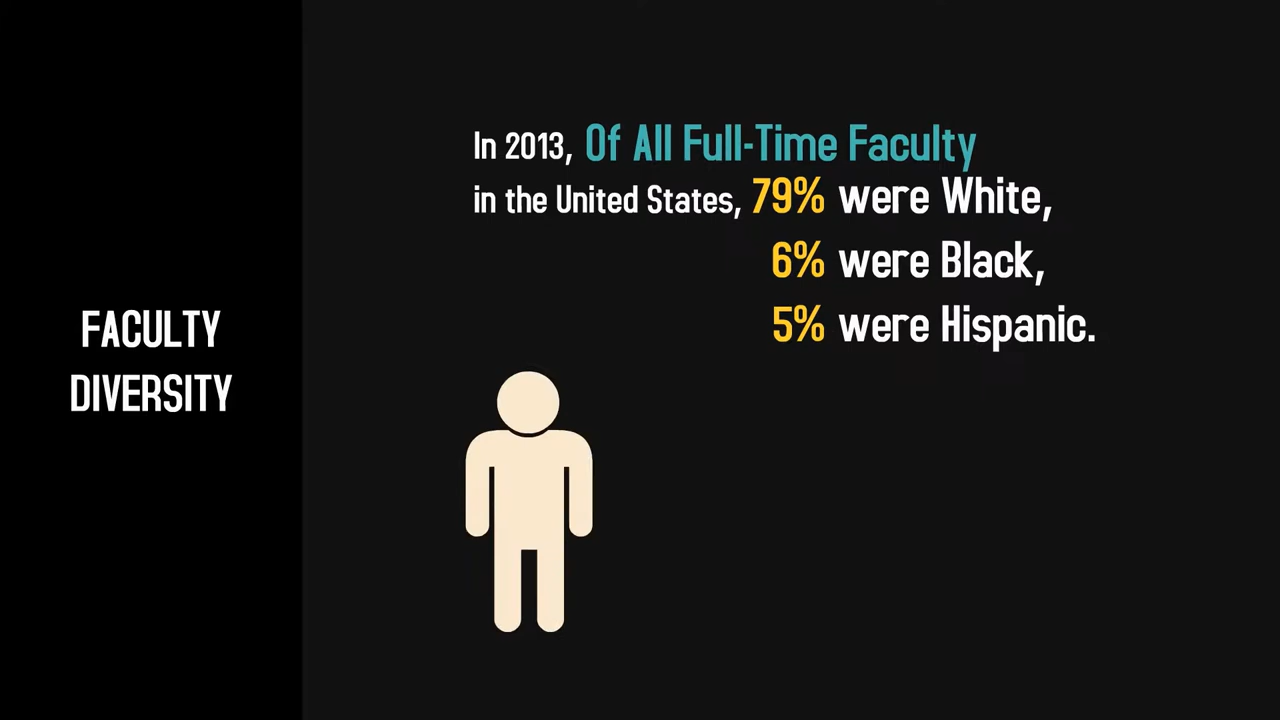 FACULTY
DIVERSITY
In 2013, Of All Full-Time Faculty
in the United States, 79% were White,
6% were Black,
5% were Hispanic.